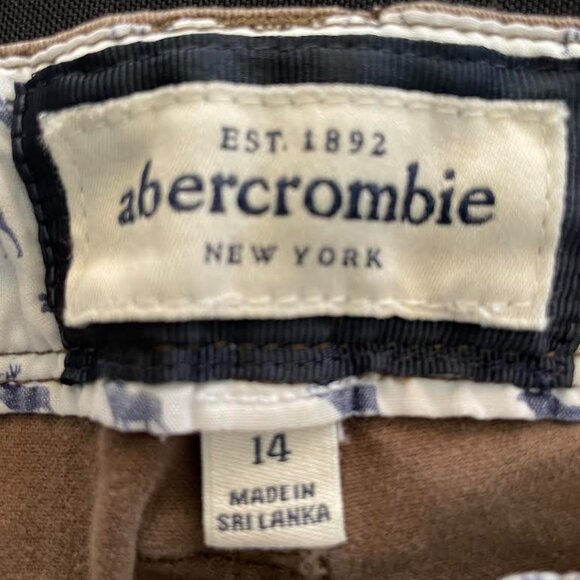 EST. 1892
abercrombie
NEW YORK
14
MADE IN
SRI LANKA